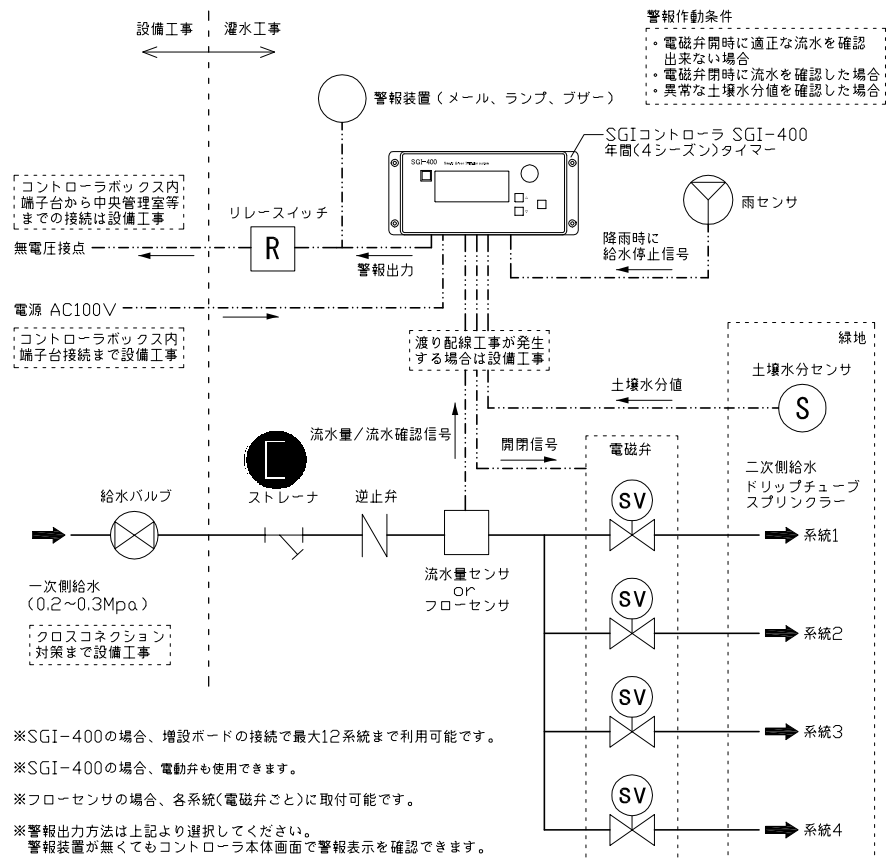 設備工事
灌水工事
警報作動条件
・電磁弁開時に適正な流水を確認
出来ない場合
・電磁弁閉時に流水を確認した場合
・異常な土壌水分値を確認した場合
警報装置(メール、ランプ、ブザー)
SGIコントローラ SGI-400
年間(4シーズン)タイマー
SGI-400
コントローラボックス内
端子台から中央管理室等
までの接続は設備工事
リレースイッチ
R
雨センサ
無電圧接点
警報出力
降雨時に
給水停止信号
電源 AC100V
コントローラボックス内
端子台接続まで設備工事
渡り配線工事が発生
する場合は設備工事
緑地
土壌水分センサ
土壌水分値
S
流水量/流水確認信号
開閉信号
電磁弁
給水バルブ
ストレーナ
逆止弁
二次側給水
ドリップチューブ
スプリンクラー
SV
系統1
一次側給水
(0.2~0.3Mpa)
流水量センサ
or
フローセンサ
クロスコネクション
対策まで設備工事
SV
系統2
SV
系統3
SV
系統4
※SGI-400の場合、増設ボードの接続で最大12系統まで利用可能です。
※SGI-400の場合、電動弁も使用できます。
※フローセンサの場合、各系統(電磁弁ごと)に取付可能です。
※警報出力方法は上記より選択してください。
警報装置が無くてもコントローラ本体画面で警報表示を確認できます。